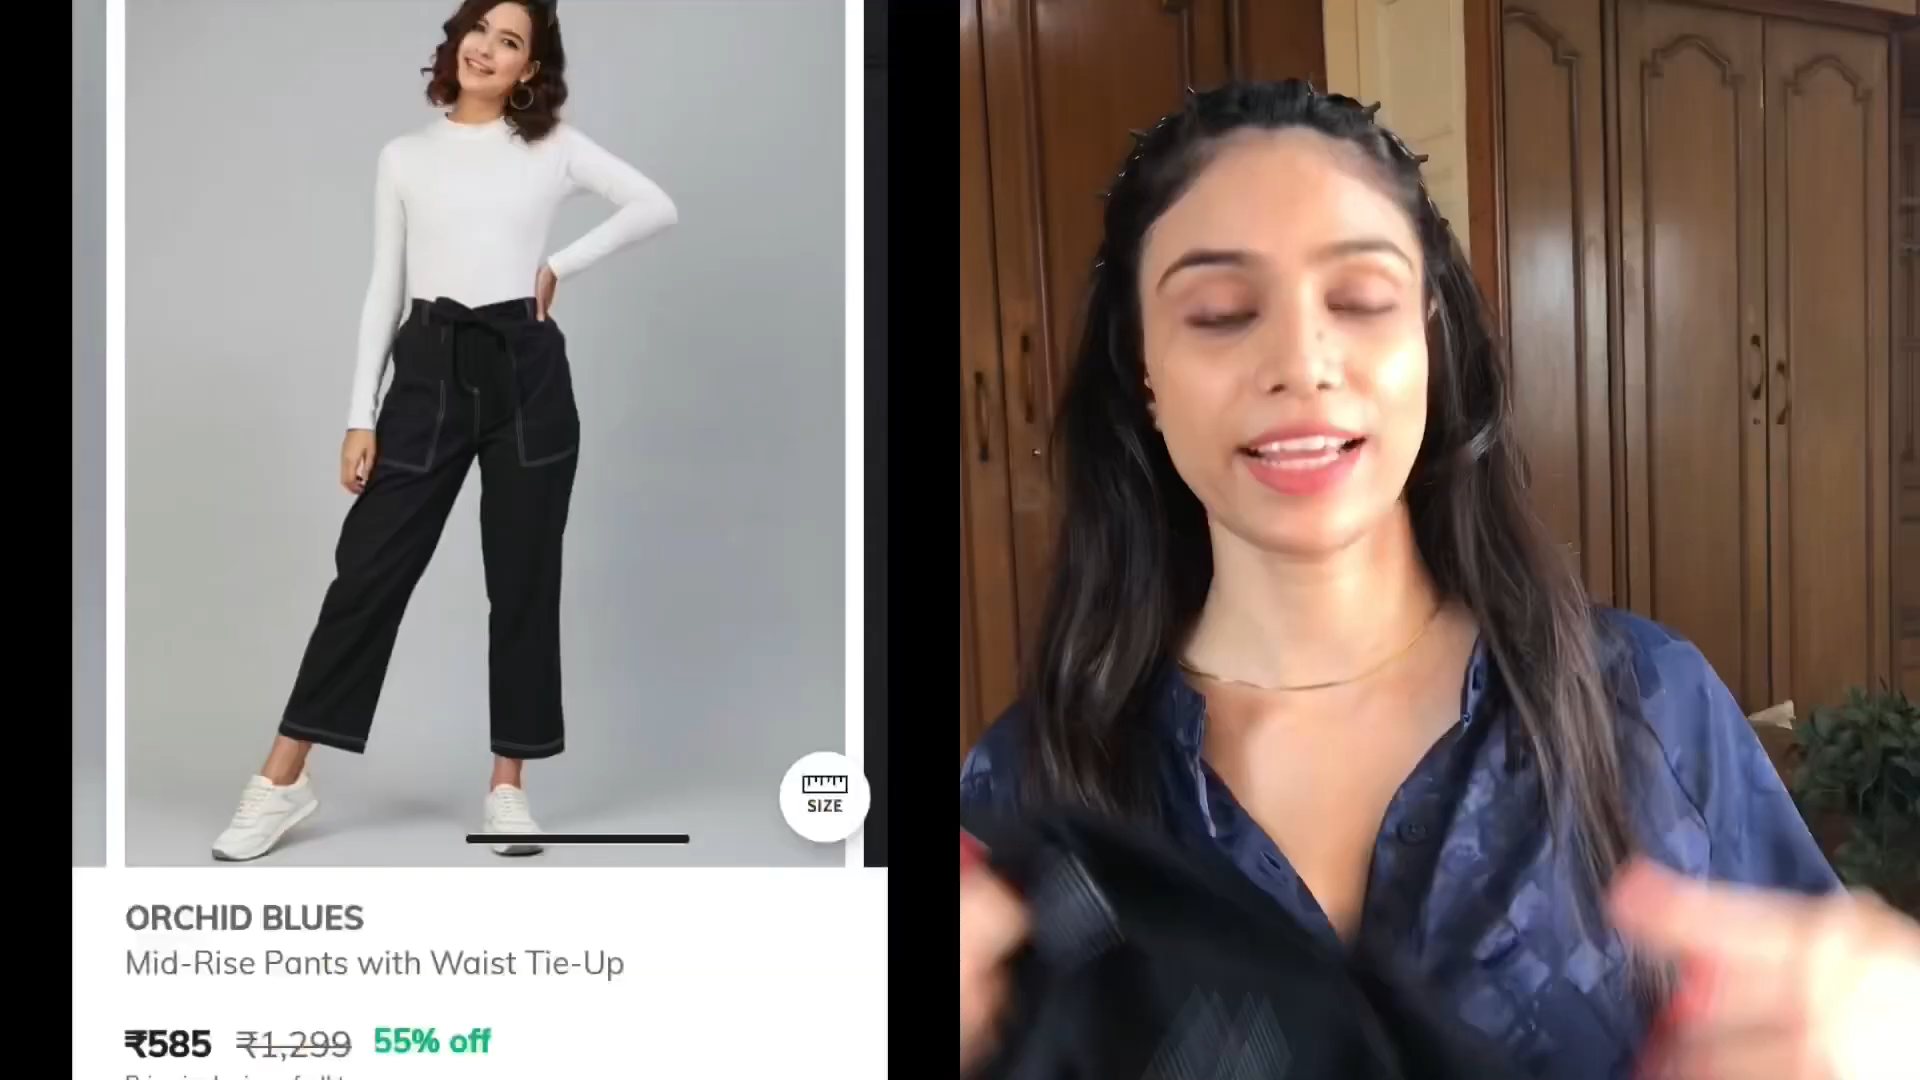 SIZE
ORCHID BLUES
Mid-Rise Pants with Waist Tie-Up
₹585 ₹1,299 55% off